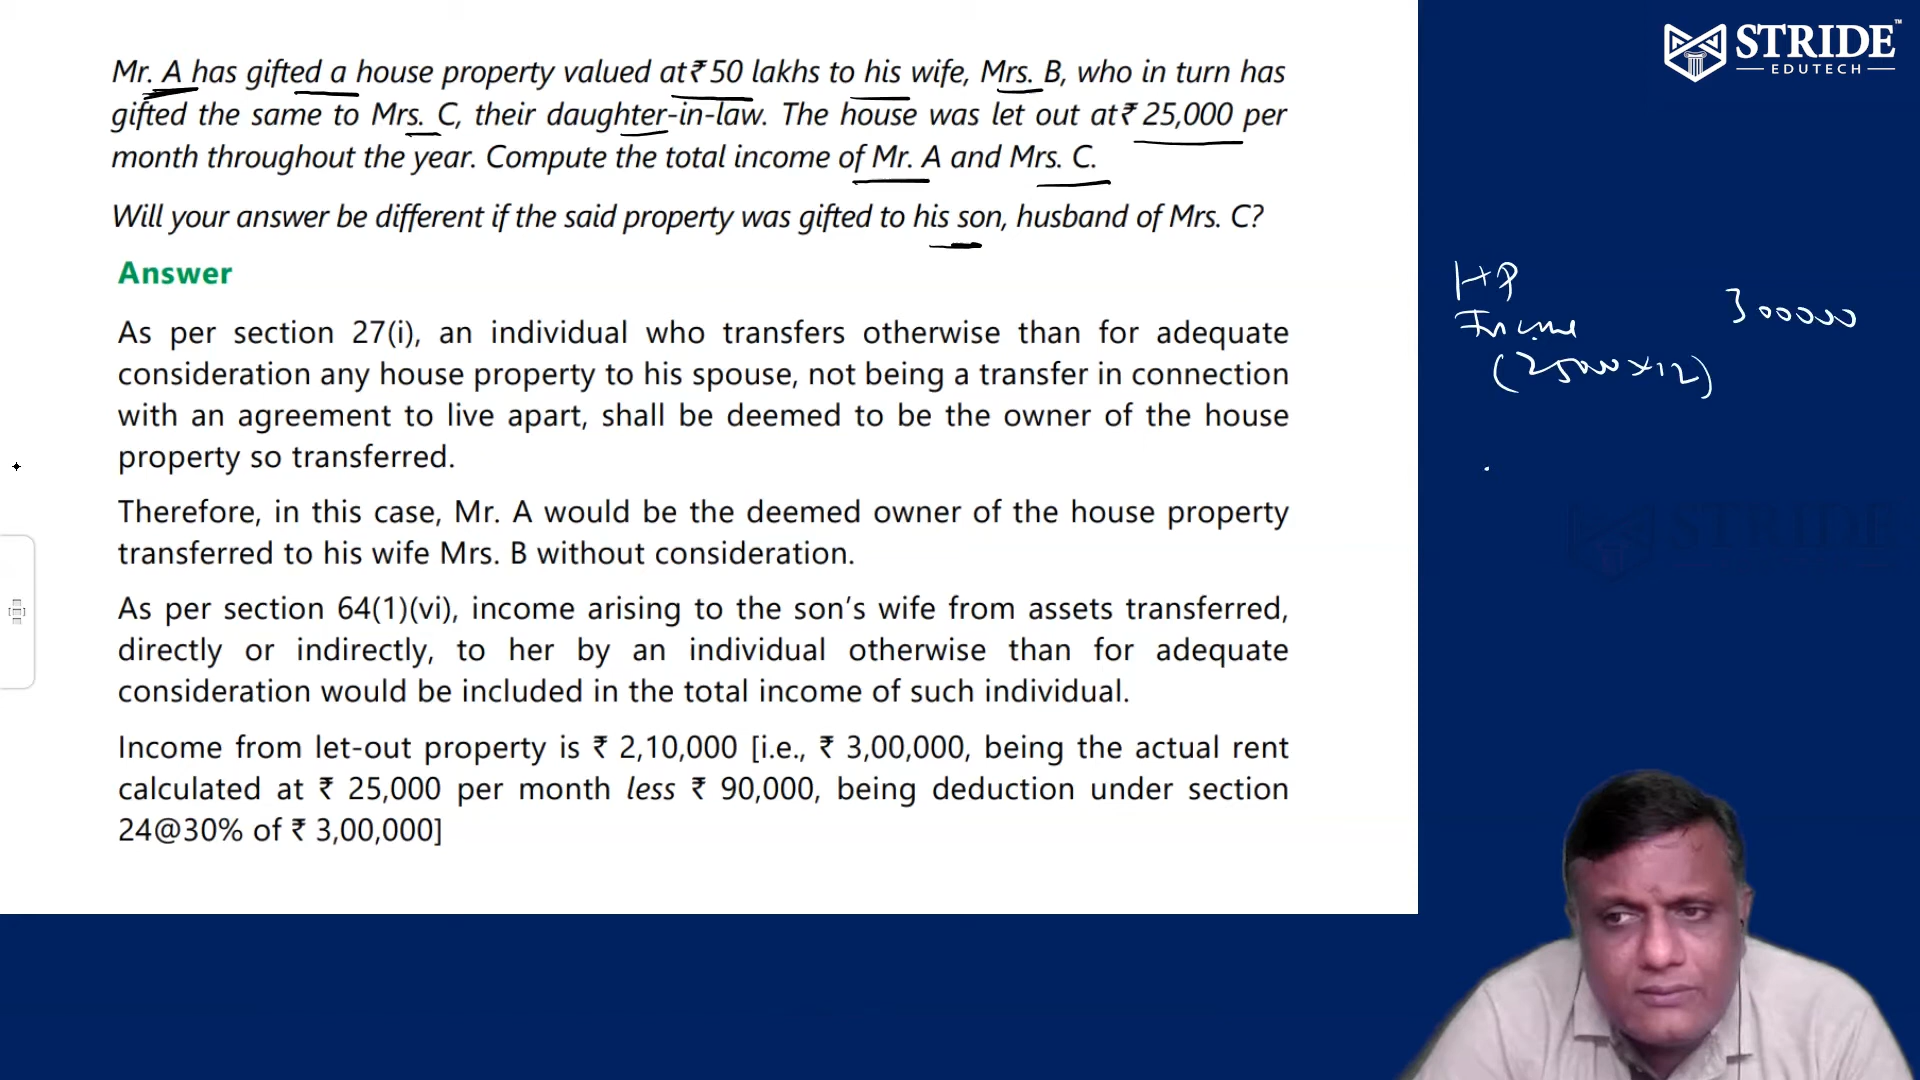 STRIDE™
EDUTECH
Mr. A has gifted a house property valued at ₹ 50 lakhs to his wife, Mrs. B, who in turn has
gifted the same to Mrs. C, their daughter-in-law. The house was let out at ₹ 25,000 per
month throughout the year. Compute the total income of Mr. A and Mrs. C.
Will your answer be different if the said property was gifted to his son, husband of Mrs. C?
Answer
As per section 27(i), an individual who transfers otherwise than for adequate
consideration any house property to his spouse, not being a transfer in connection
with an agreement to live apart, shall be deemed to be the owner of the house
property so transferred.
Therefore, in this case, Mr. A would be the deemed owner of the house property
transferred to his wife Mrs. B without consideration.
As per section 64(1)(vi), income arising to the son’s wife from assets transferred,
directly or indirectly, to her by an individual otherwise than for adequate
consideration would be included in the total income of such individual.
Income from let-out property is ₹ 2,10,000 [i.e., ₹ 3,00,000, being the actual rent
calculated at ₹ 25,000 per month less ₹ 90,000, being deduction under section
24@30% of ₹ 3,00,000]
HP
Income 300000
(25000×12)
STRIDE